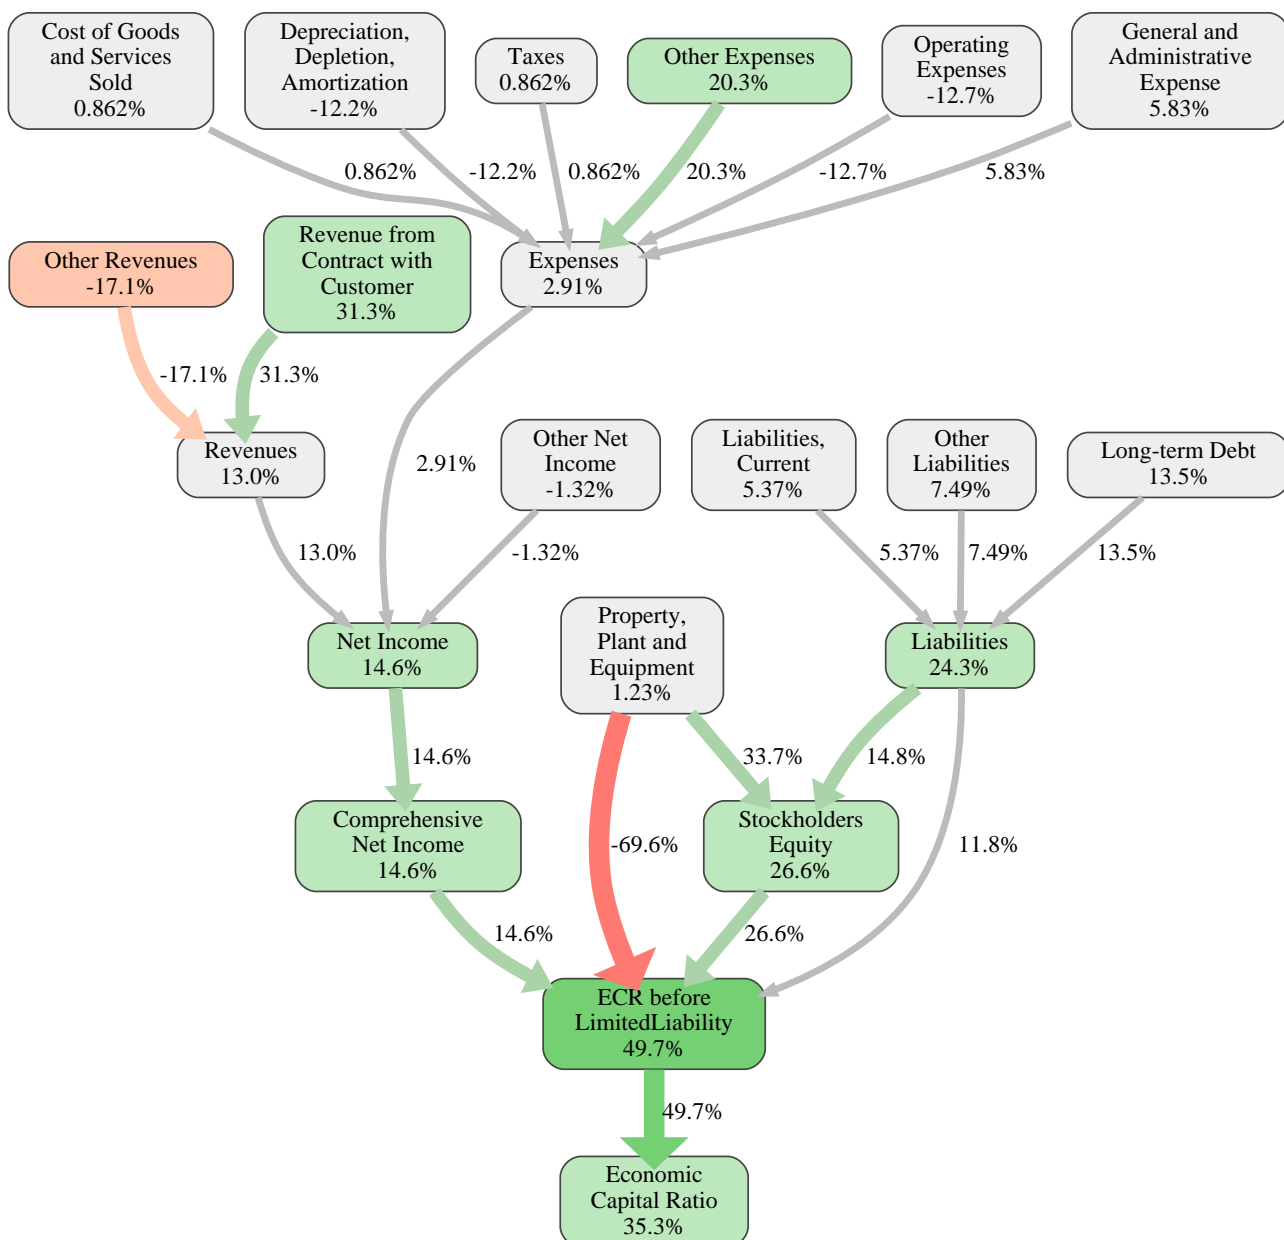 Cost of Goods
and Services
Sold
0.862%
Depreciation,
Depletion,
Amortization
-12.2%
Taxes
0.862%
Other Expenses
20.3%
Operating
Expenses
-12.7%
General and
Administrative
Expense
5.83%
0.862%
-12.2%
0.862%
20.3%
-12.7%
5.83%
Other Revenues
-17.1%
Revenue from
Contract with
Customer
31.3%
Expenses
2.91%
-17.1%
31.3%
Revenues
13.0%
2.91%
Other Net
Income
-1.32%
Liabilities,
Current
5.37%
Other
Liabilities
7.49%
Long-term Debt
13.5%
13.0%
-1.32%
5.37%
7.49%
13.5%
Net Income
14.6%
Property,
Plant and
Equipment
1.23%
Liabilities
24.3%
14.6%
33.7%
14.8%
Comprehensive
Net Income
14.6%
-69.6%
Stockholders
Equity
26.6%
11.8%
14.6%
26.6%
ECR before
LimitedLiability
49.7%
49.7%
Economic
Capital Ratio
35.3%